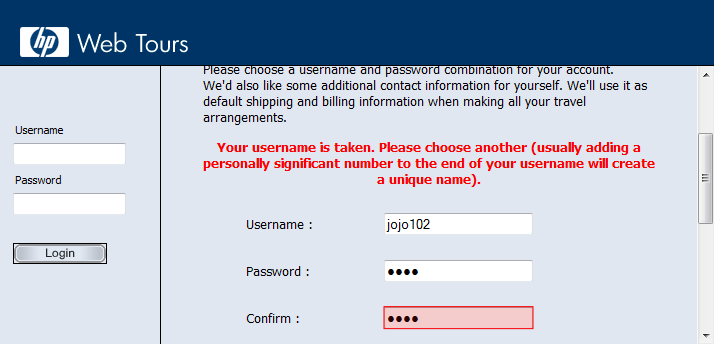 hp Web Tours
Please choose a username and password combination for your account.
We'd also like some additional contact information for yourself. We'll use it as
default shipping and billing information when making all your travel
arrangements.
Username
Password
Login
Your username is taken. Please choose another (usually adding a
personally significant number to the end of your username will create
a unique name).
Username :
jojo102
Password :
●●●●
Confirm :
●●●●